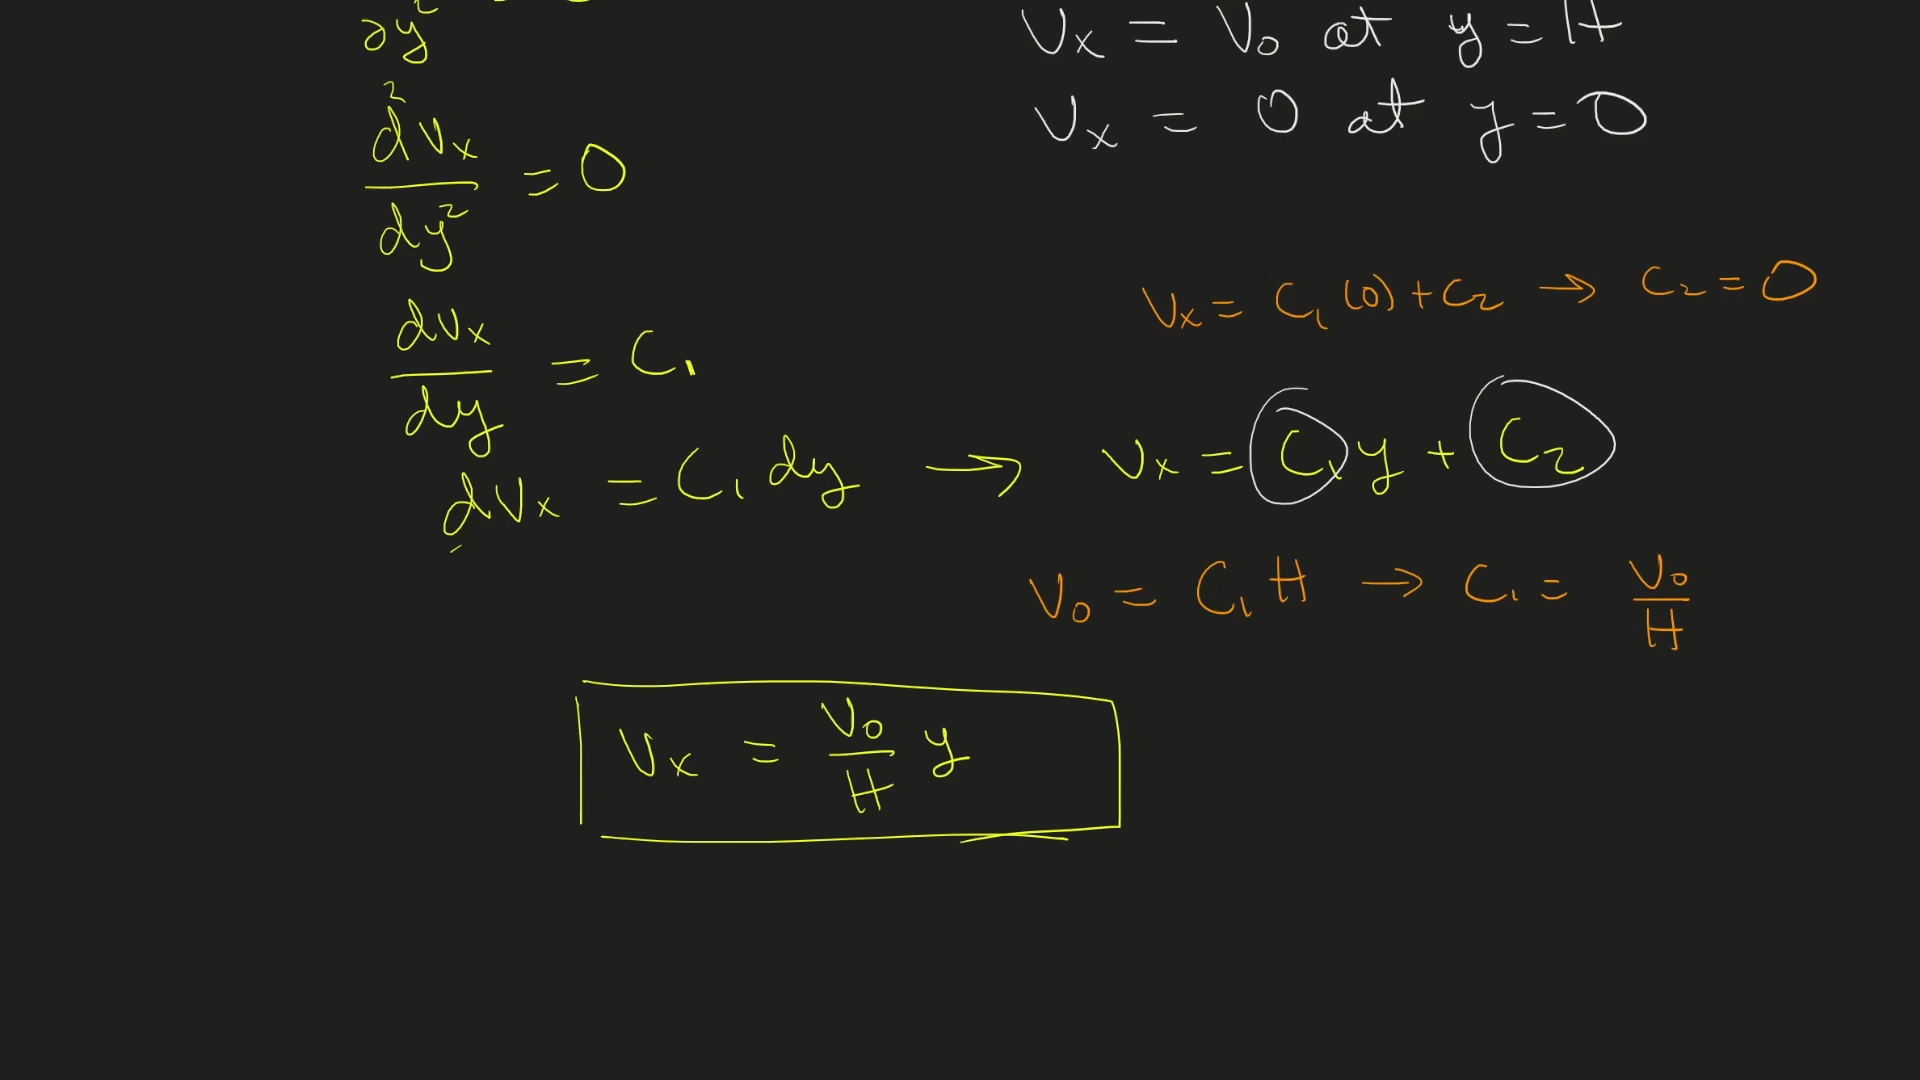 ∂y²
Vx = V₀ at y = H
Vx = 0 at y = 0
d²Vx/dy² = 0
Vx = C₁(0) + C₂ → C₂ = 0
dVx/dy = C₁
dVx = C₁ dy → Vx = C₁y + C₂
V₀ = C₁H → C₁ = V₀/H
Vx = V₀/H y